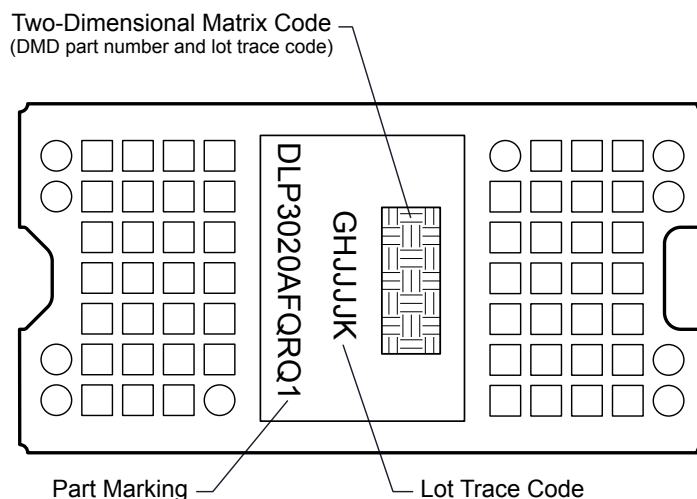 Two-Dimensional Matrix Code
(DMD part number and lot trace code)
DLP3020AFQRQ1
GHJJJJK
Part Marking
Lot Trace Code